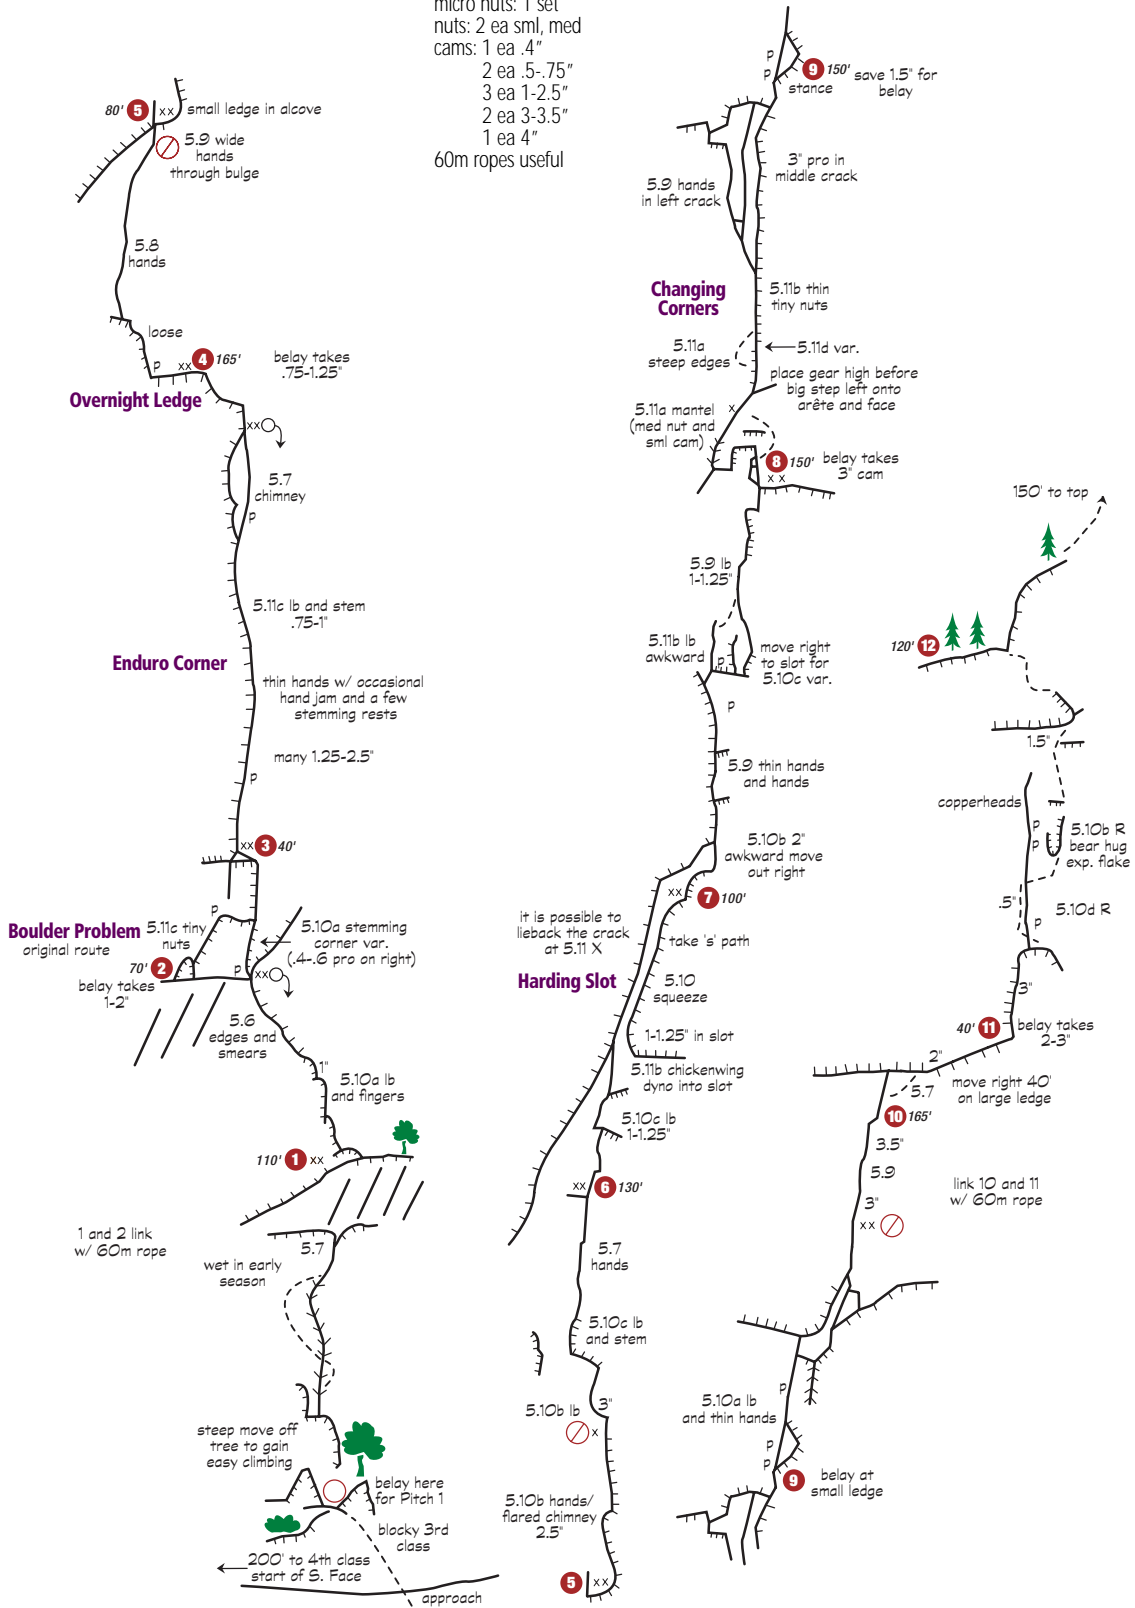 micro nuts: 1 set
nuts: 2 ea sml, med
cams: 1 ea .4"
2 ea .5-.75"
3 ea 1-2.5"
2 ea 3-3.5"
1 ea 4"
60m ropes useful
80' 5 xx small ledge in alcove
5.9 wide
hands
through bulge
5.8
hands
loose
P
xx 4 165'
belay takes
.75-1.25"
Overnight Ledge
xx
5.7
chimney
P
5.11c lb and stem
.75-1"
Enduro Corner
thin hands w/ occasional
hand jam and a few
stemming rests
many 1.25-2.5"
P
xx 3 40'
P
Boulder Problem
original route
5.11c tiny
nuts
5.10a stemming
corner var.
(.4-.6 pro on right)
70' 2
P
xx
belay takes
1-2"
5.6
edges and
smears
1"
5.10a lb
and fingers
110' 1 xx
1 and 2 link
w/ 60m rope
5.7
wet in early
season
steep move off
tree to gain
easy climbing
belay here
for Pitch 1
blocky 3rd
class
200' to 4th class
start of S. Face
approach
P
P
9 150'
stance
save 1.5" for
belay
3" pro in
middle crack
5.9 hands
in left crack
Changing
Corners
5.11b thin
tiny nuts
5.11a
steep edges
5.11d var.
place gear high before
big step left onto
arête and face
x
5.11a mantel
(med nut and
sml cam)
8 150'
x x
belay takes
3" cam
5.9 lb
1-1.25"
5.11b lb
awkward
P
move right
to slot for
5.10c var.
P
5.9 thin hands
and hands
5.10b 2"
awkward move
out right
xx
7 100'
it is possible to
lieback the crack
at 5.11 X
take 's' path
Harding Slot
5.10
squeeze
1-1.25" in slot
5.11b chickenwing
dyno into slot
5.10c lb
1-1.25"
xx 6 130'
5.7
hands
5.10c lb
and stem
5.10b lb
3"
x
5.10b hands/
flared chimney
2.5"
5 xx
150' to top
120' 12
1.5"
copperheads
P
P
5.10b R
bear hug
exp. flake
.5"
5.10d R
P
3"
40' 11
belay takes
2-3"
2"
5.7
move right 40'
on large ledge
10 165'
3.5"
5.9
3"
xx
link 10 and 11
w/ 60m rope
P
5.10a lb
and thin hands
P
P
9
belay at
small ledge